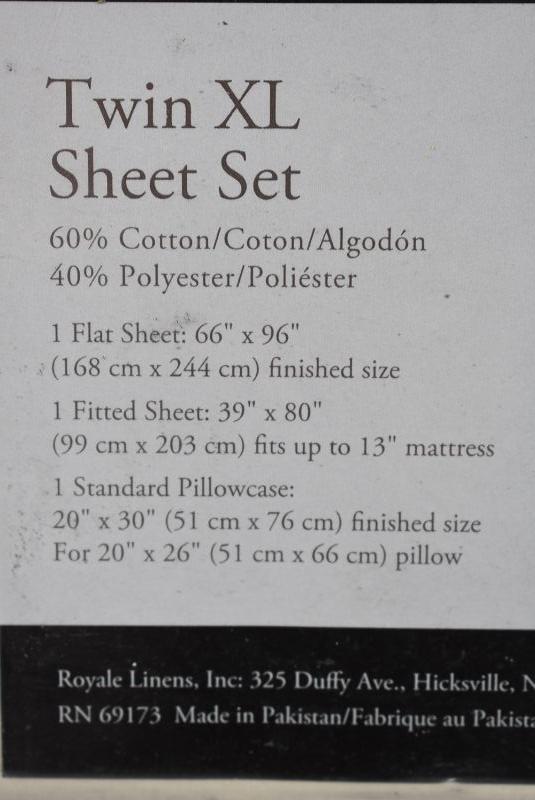 Twin XL
Sheet Set
60% Cotton/Coton/Algodón
40% Polyester/Poliéster
1 Flat Sheet: 66" x 96"
(168 cm x 244 cm) finished size
1 Fitted Sheet: 39" x 80"
(99 cm x 203 cm) fits up to 13" mattress
1 Standard Pillowcase:
20" x 30" (51 cm x 76 cm) finished size
For 20" x 26" (51 cm x 66 cm) pillow
Royale Linens, Inc: 325 Duffy Ave., Hicksville,
RN 69173 Made in Pakistan/Fabrique au